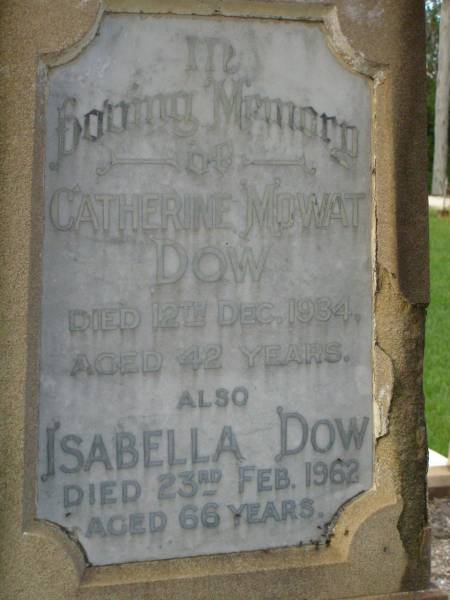 In
Loving Memory
of
CATHERINE MOWAT
DOW
DIED 12TH DEC. 1934.
AGED 42 YEARS.
ALSO
ISABELLA DOW
DIED 23RD FEB. 1962
AGED 66 YEARS.